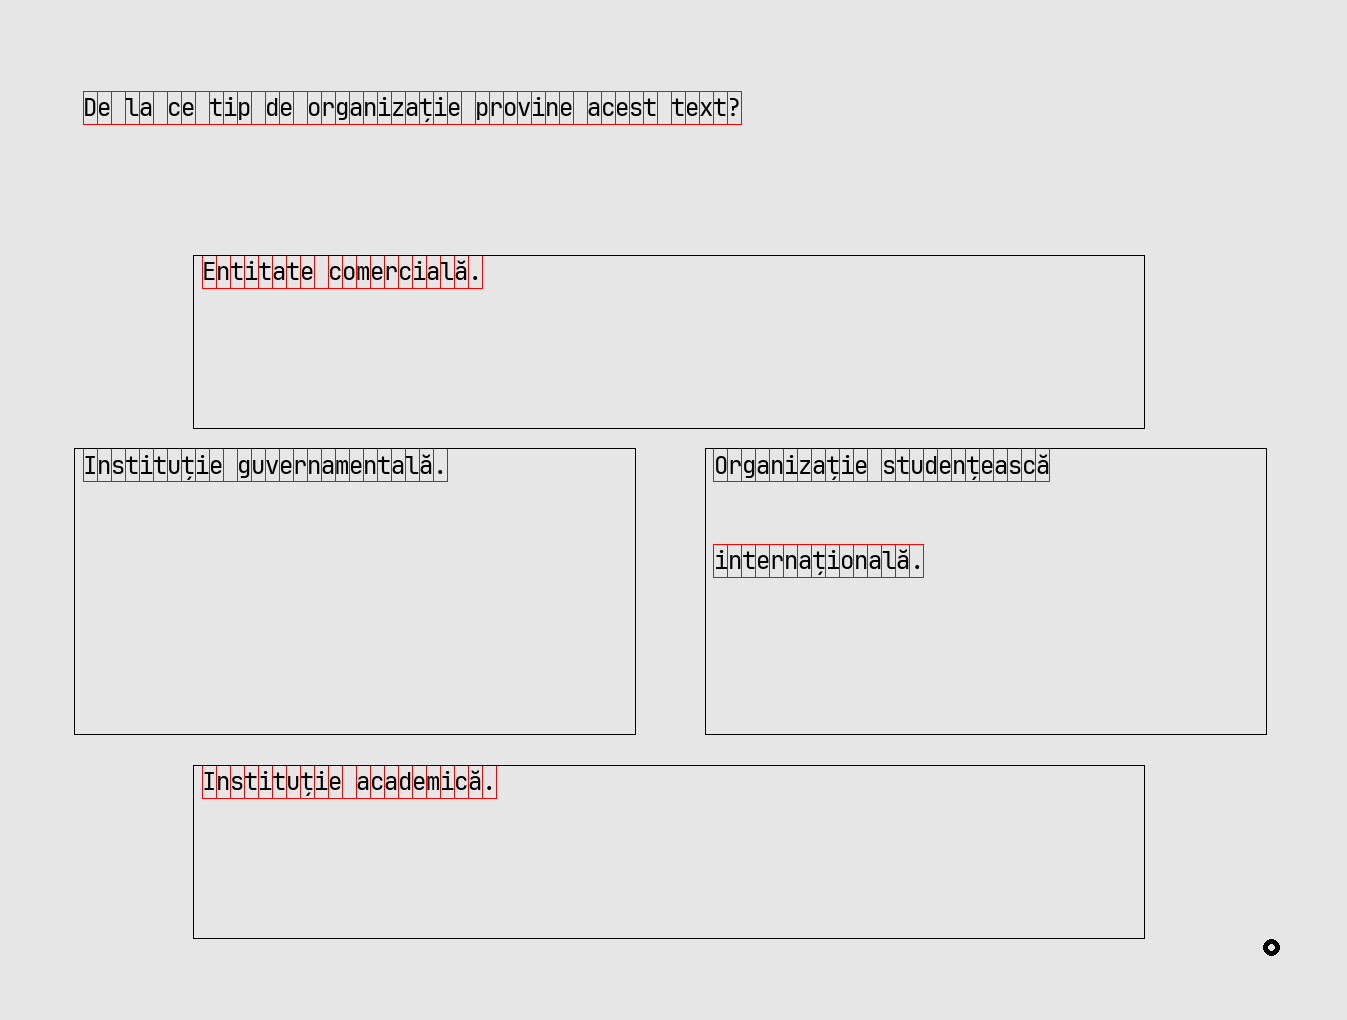 De la ce tip de organizație provine acest text?
Entitate comercială.
Instituție guvernamentală.
Organizație studențească
internațională.
Instituție academică.